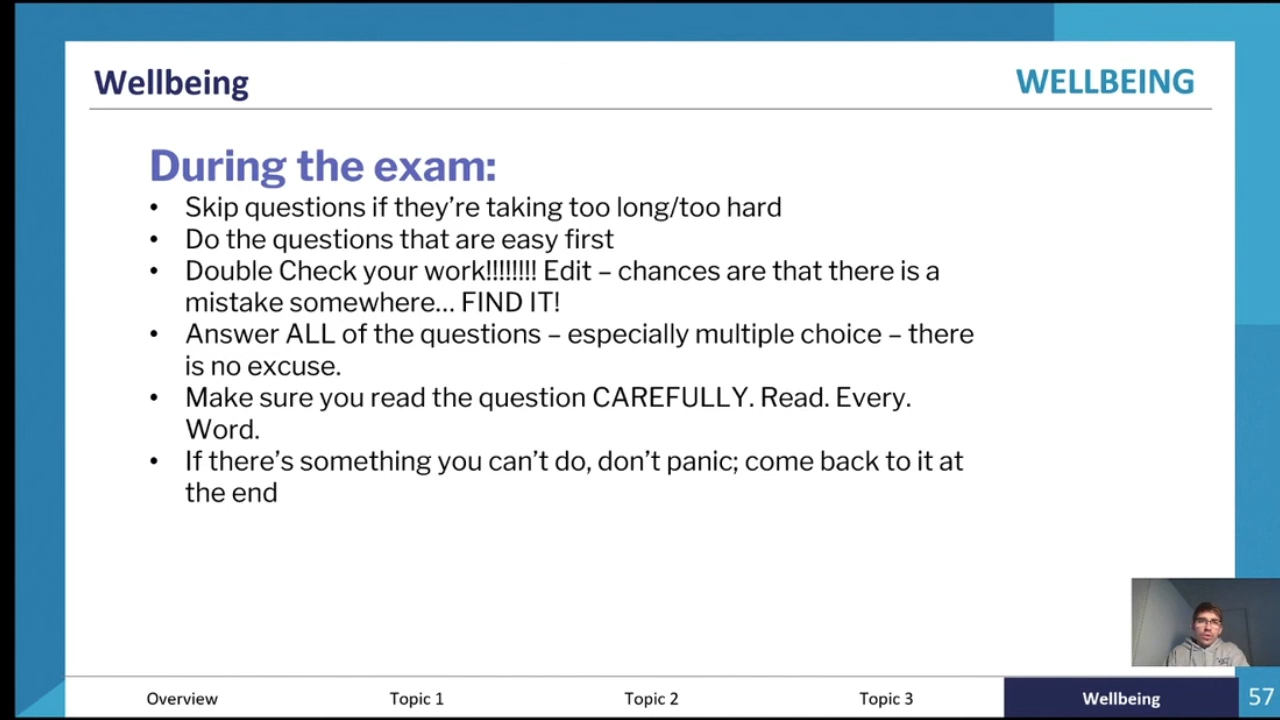 Wellbeing
WELLBEING
During the exam:
• Skip questions if they're taking too long/too hard
• Do the questions that are easy first
• Double Check your work!!!!!!!! Edit – chances are that there is a
mistake somewhere... FIND IT!
• Answer ALL of the questions – especially multiple choice – there
is no excuse.
• Make sure you read the question CAREFULLY. Read. Every.
Word.
• If there's something you can't do, don't panic; come back to it at
the end
Overview
Topic 1
Topic 2
Topic 3
Wellbeing
57